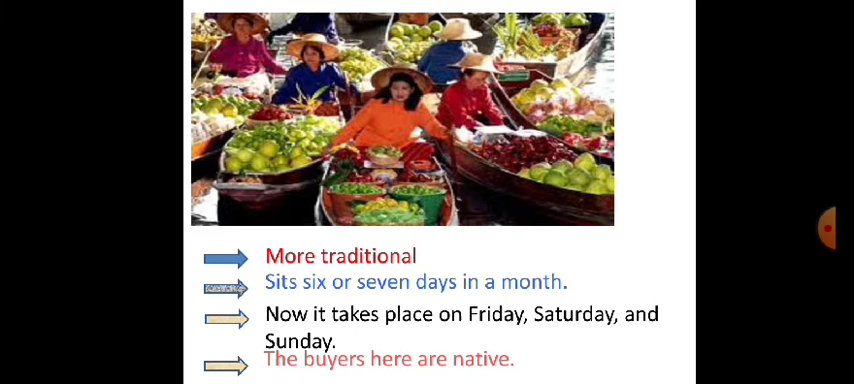 More traditional
Sits six or seven days in a month.
Now it takes place on Friday, Saturday, and
Sunday.
The buyers here are native.